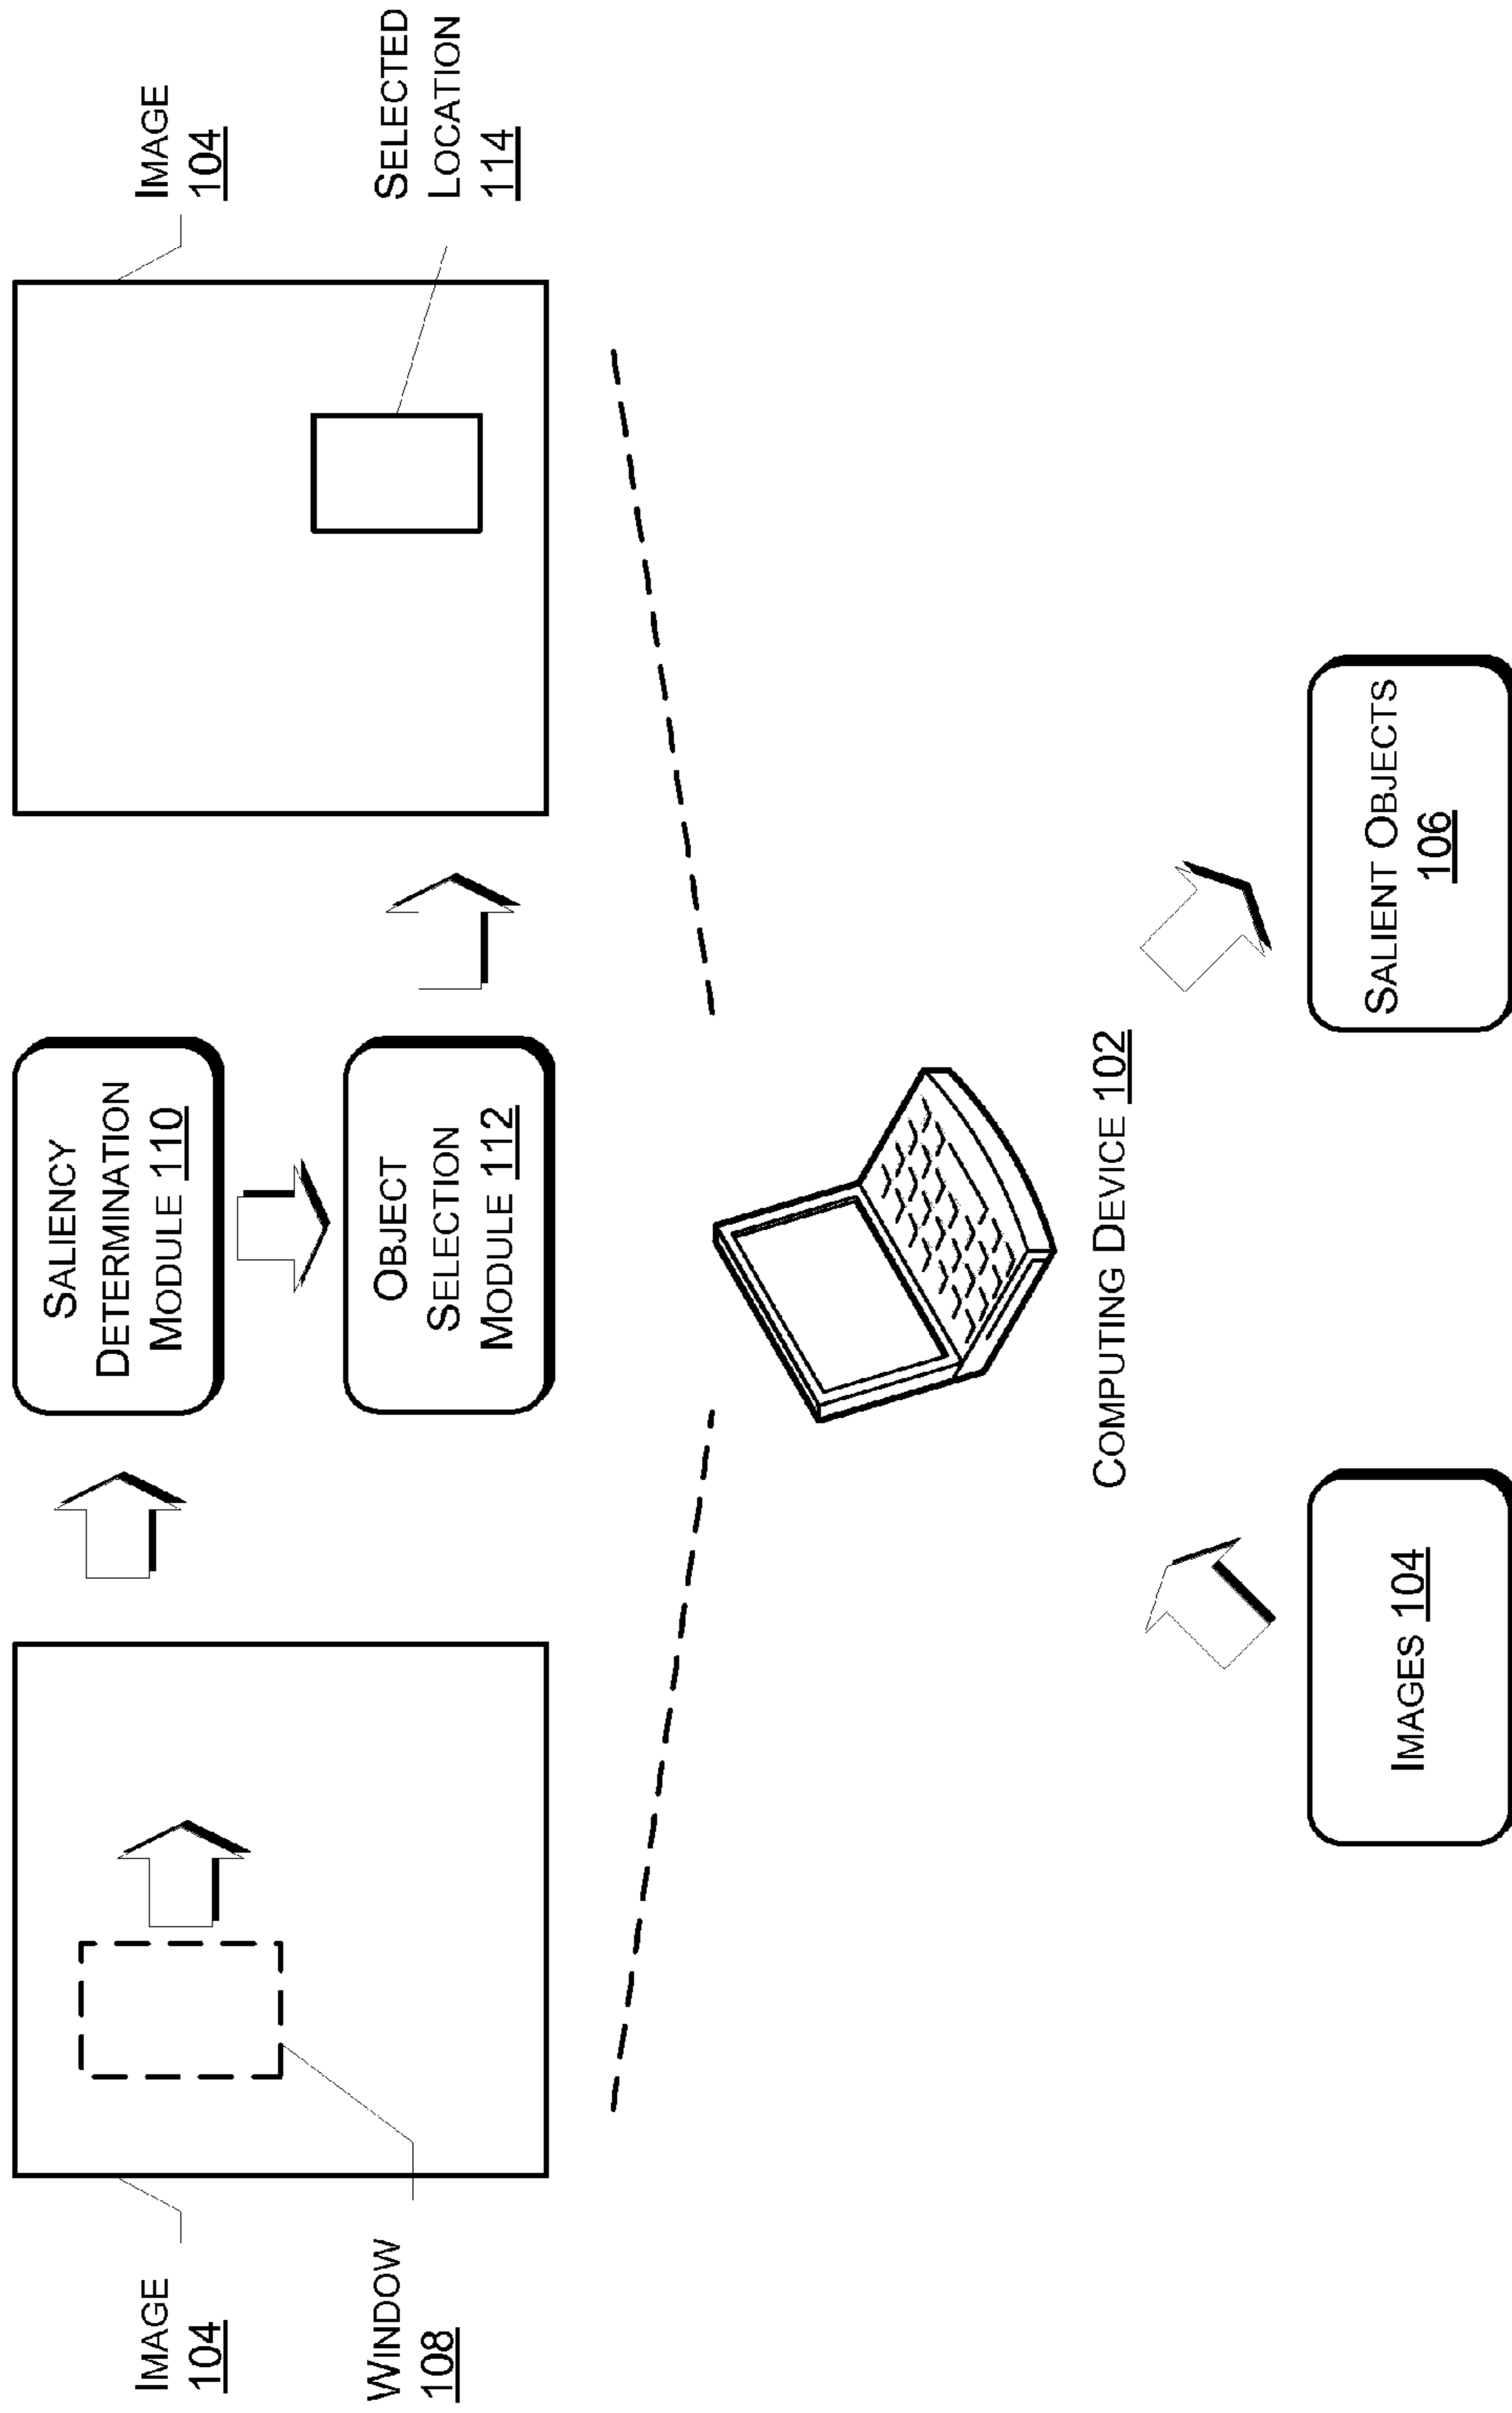 IMAGE
104
WINDOW
108
SALIENCY
DETERMINATION
MODULE 110
OBJECT
SELECTION
MODULE 112
IMAGE
104
SELECTED
LOCATION
114
COMPUTING DEVICE 102
IMAGES 104
SALIENT OBJECTS
106